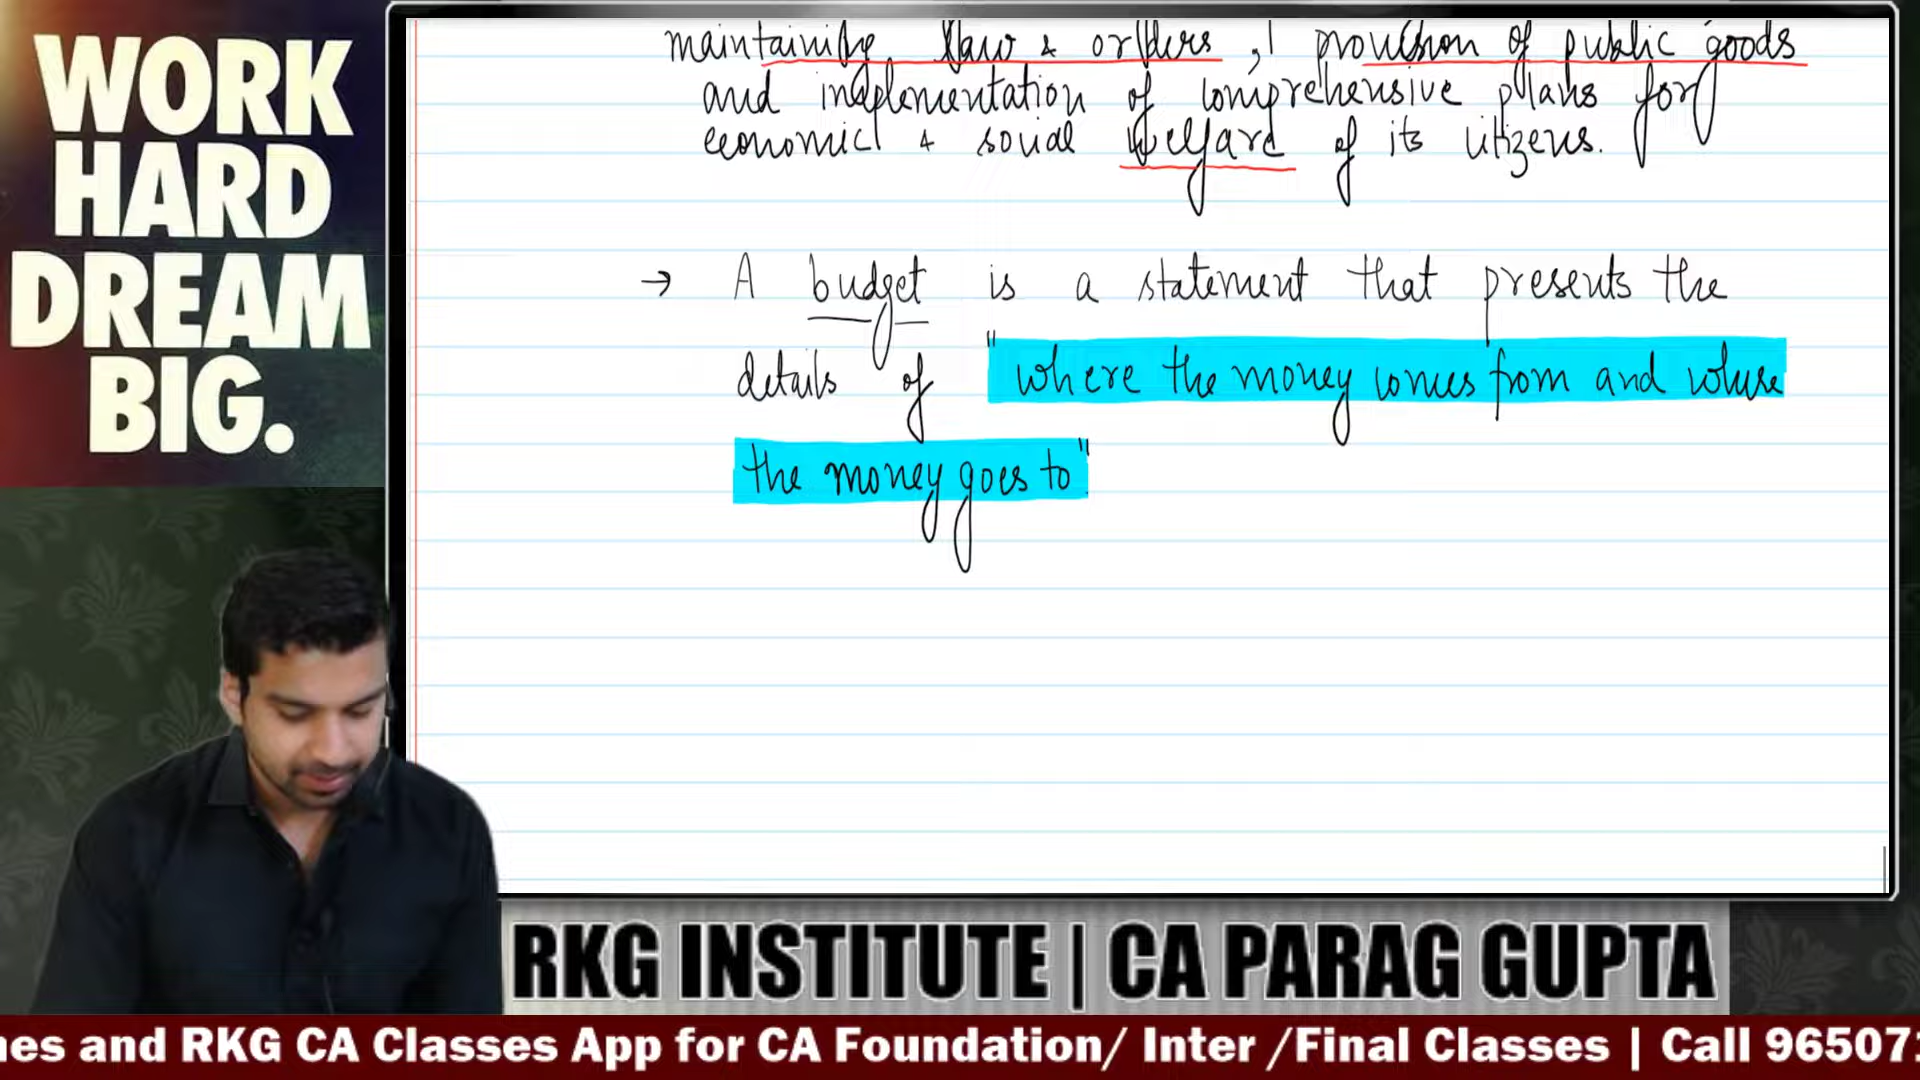 WORK
HARD
DREAM
BIG.
maintaining law & orders, provision of public goods
and implementation of comprehensive plans for
economic & social welfare of its citizens.
→ A budget is a statement that presents the
details of "where the money comes from and where
the money goes to".
RKG INSTITUTE | CA PARAG GUPTA
nes and RKG CA Classes App for CA Foundation/ Inter /Final Classes | Call 96507